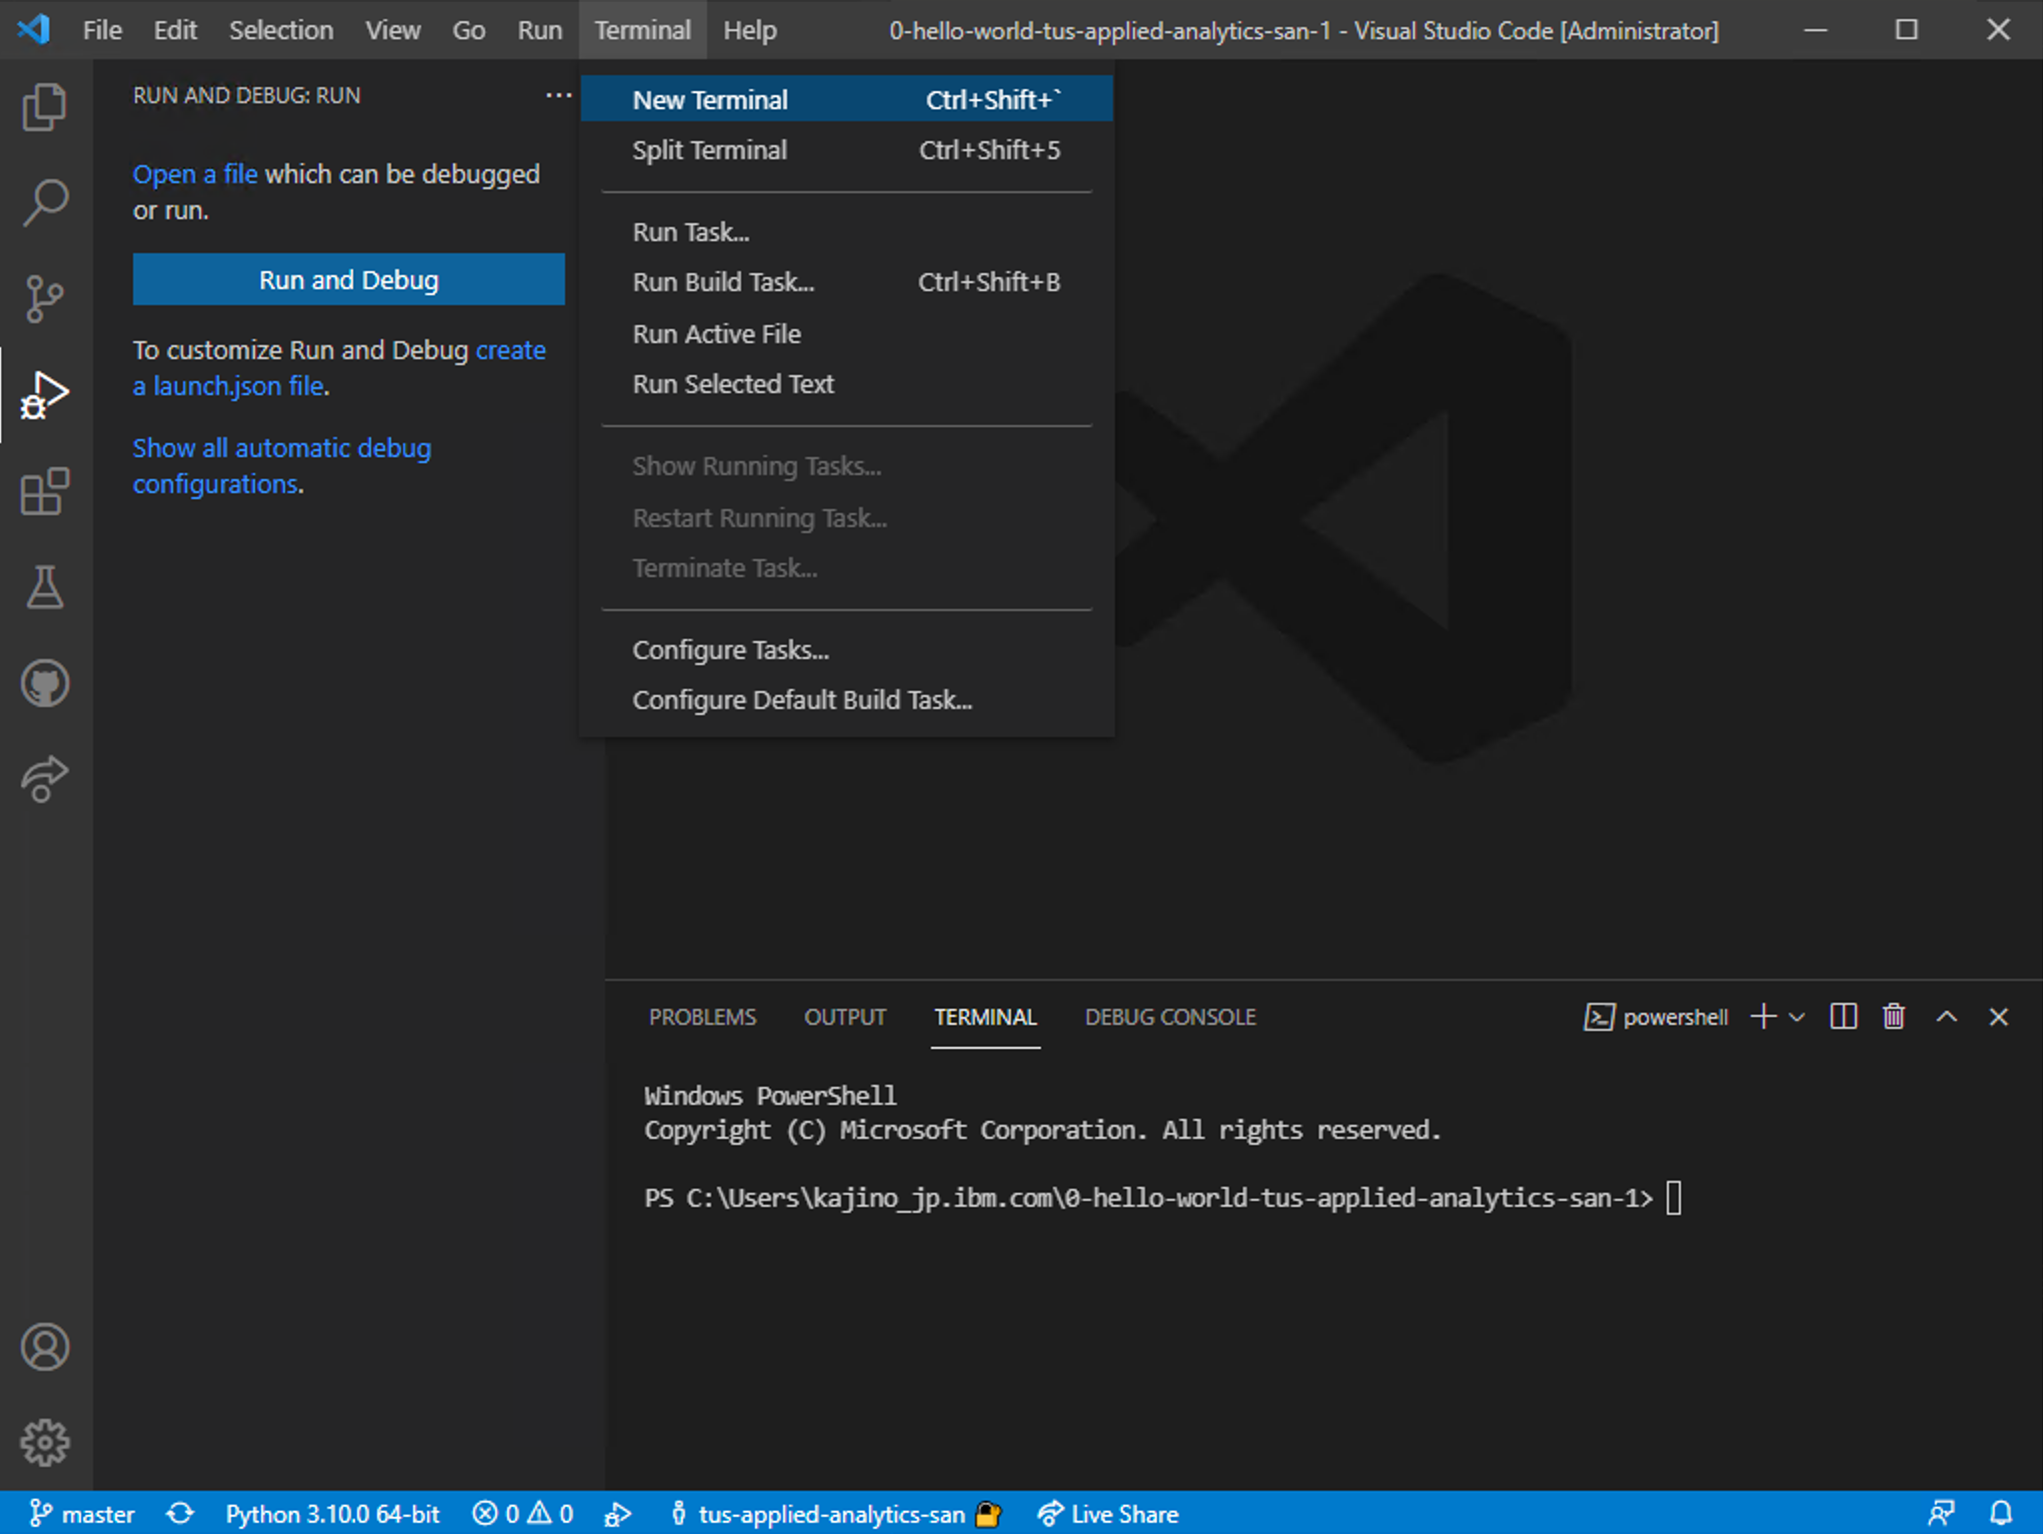 File Edit Selection View Go Run Terminal Help 0-hello-world-tus-applied-analytics-san-1 - Visual Studio Code [Administrator]
RUN AND DEBUG: RUN
Open a file which can be debugged
or run.
Run and Debug
To customize Run and Debug create
a launch.json file.
Show all automatic debug
configurations.
New Terminal Ctrl+Shift+`
Split Terminal Ctrl+Shift+5
Run Task...
Run Build Task... Ctrl+Shift+B
Run Active File
Run Selected Text
Show Running Tasks...
Restart Running Task...
Terminate Task...
Configure Tasks...
Configure Default Build Task...
PROBLEMS OUTPUT TERMINAL DEBUG CONSOLE powershell
Windows PowerShell
Copyright (C) Microsoft Corporation. All rights reserved.
PS C:\Users\kajino_jp.ibm.com\0-hello-world-tus-applied-analytics-san-1>
master Python 3.10.0 64-bit 0 0 tus-applied-analytics-san Live Share